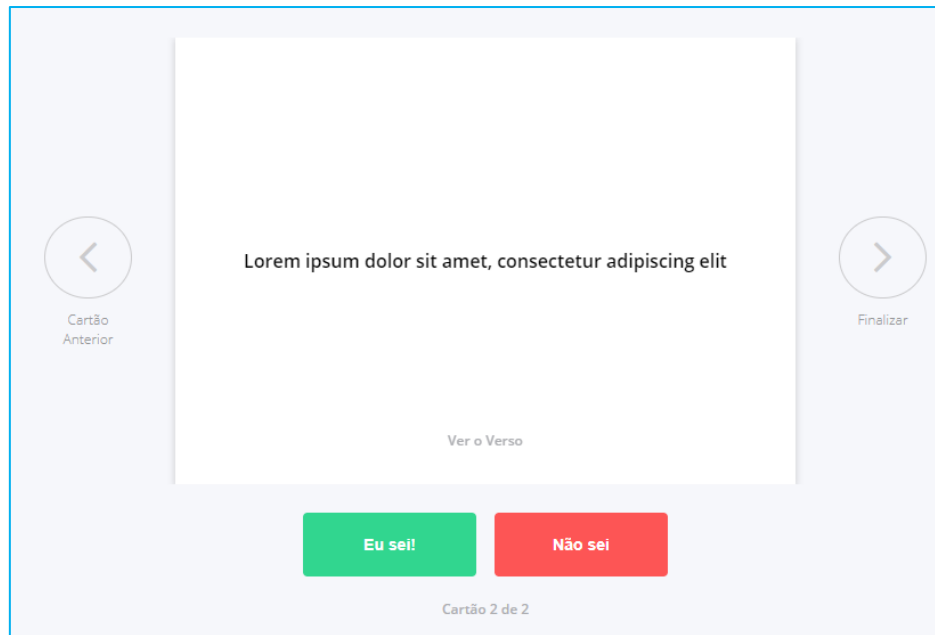 Lorem ipsum dolor sit amet, consectetur adipiscing elit
Cartão
Anterior
Finalizar
Ver o Verso
Eu sei!
Não sei
Cartão 2 de 2